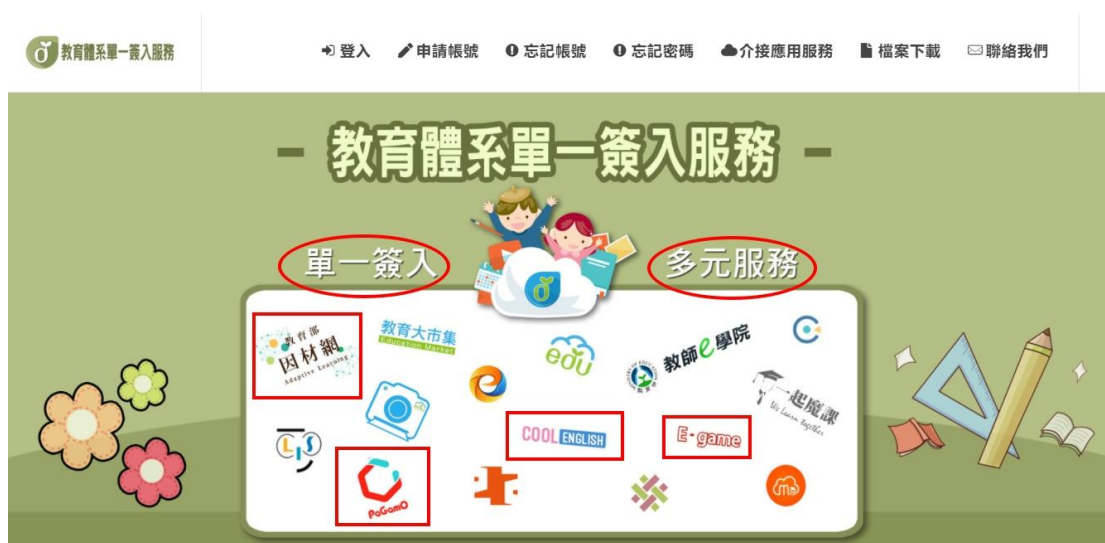 教育體系單一簽入服務
登入 申請帳號 忘記帳號 忘記密碼 介接應用服務 檔案下載 聯絡我們
- 教育體系單一簽入服務 -
單一簽入 多元服務
教育部
因材網
Adaptive Learning
教育大市集
Education Market
edu
教師e學院
一起魔課
We Learn Together
LIS
COOL ENGLISH
E-game
PaGamO